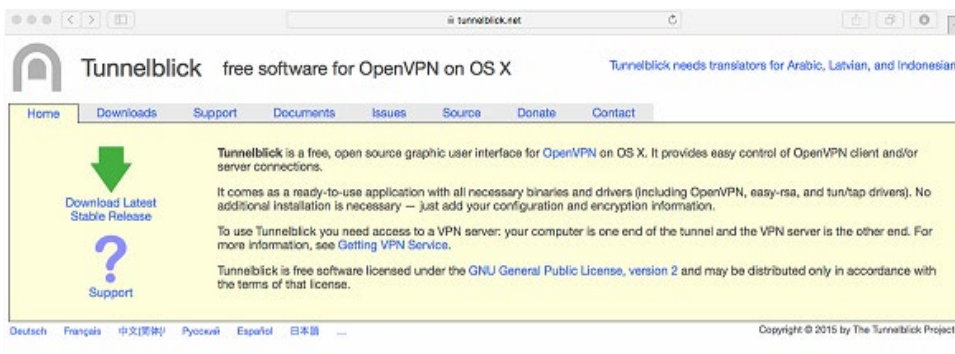 tunnelblick.net
Tunnelblick free software for OpenVPN on OS X
Tunnelblick needs translators for Arabic, Latvian, and Indonesian
Home Downloads Support Documents Issues Source Donate Contact
Tunnelblick is a free, open source graphic user interface for OpenVPN on OS X. It provides easy control of OpenVPN client and/or
server connections.
Download Latest
Stable Release
It comes as a ready-to-use application with all necessary binaries and drivers (including OpenVPN, easy-rsa, and tun/tap drivers). No
additional installation is necessary — just add your configuration and encryption information.
To use Tunnelblick you need access to a VPN server: your computer is one end of the tunnel and the VPN server is the other end. For
more information, see Getting VPN Service.
Support
Tunnelblick is free software licensed under the GNU General Public License, version 2 and may be distributed only in accordance with
the terms of that license.
Deutsch Français 中文(简体) Русский Español 日本語 ...
Copyright © 2015 by The Tunnelblick Project